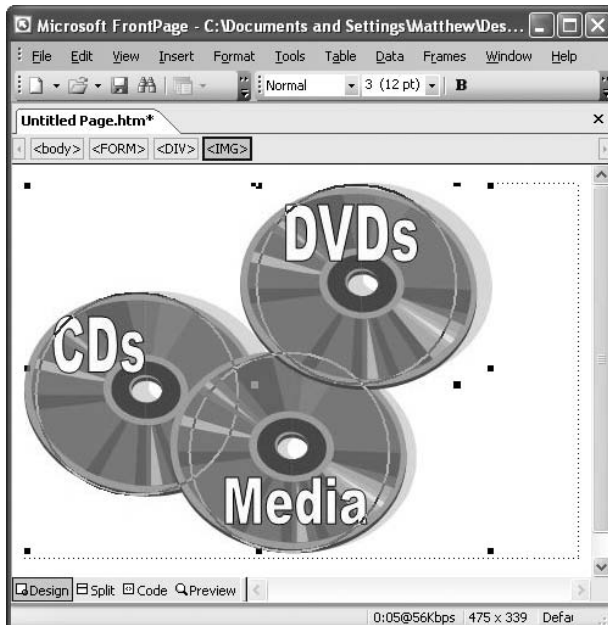 Microsoft FrontPage - C:\Documents and Settings\Matthew\Des...
File Edit View Insert Format Tools Table Data Frames Window Help
Normal 3 (12 pt) B
Untitled Page.htm*
<body> <FORM> <DIV> <IMG>
DVDs
CDs
Media
Design Split Code Preview
0:05@56Kbps 475 x 339 Defau